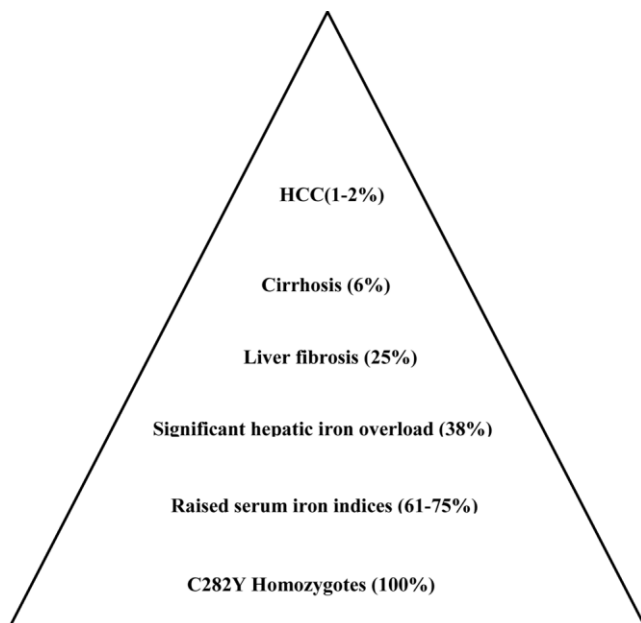 HCC(1-2%)
Cirrhosis (6%)
Liver fibrosis (25%)
Significant hepatic iron overload (38%)
Raised serum iron indices (61-75%)
C282Y Homozygotes (100%)